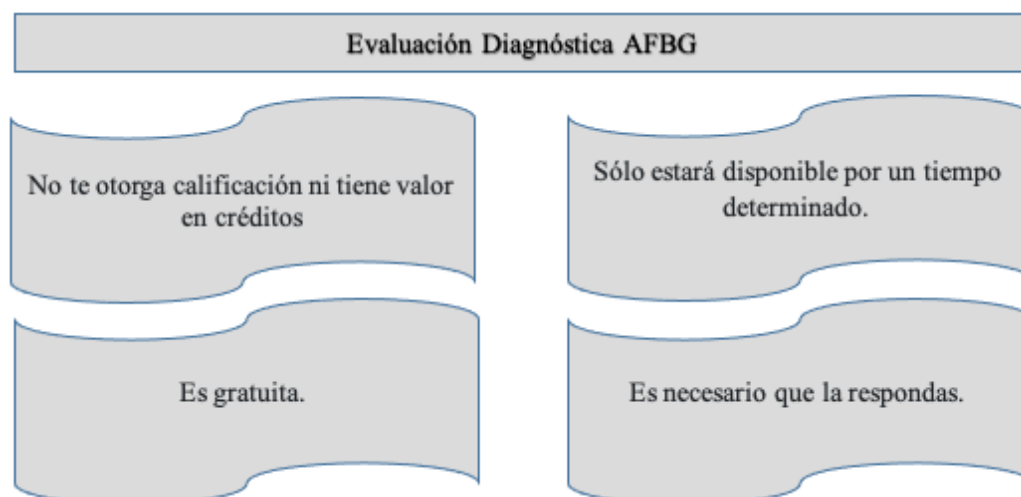 Evaluación Diagnóstica AFBG
No te otorga calificación ni tiene valor
en créditos
Sólo estará disponible por un tiempo
determinado.
Es gratuita.
Es necesario que la respondas.